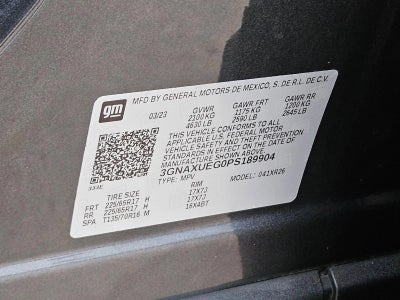 gm
MFD BY GENERAL MOTORS DE MEXICO, S. DE R.L. DE C.V.
03/23 GVWR GAWR FRT GAWR RR
2100 KG 1175 KG 1200 KG
4630 LB 2590 LB 2645 LB
THIS VEHICLE CONFORMS TO ALL
APPLICABLE U.S. FEDERAL MOTOR
VEHICLE SAFETY AND THEFT
PREVENTION STANDARDS IN EFFECT
ON THE DATE OF MANUFACTURE
SHOWN ABOVE.
3GNAXUEG0PS189904
TYPE: MPV MODEL: 041XR26
TIRE SIZE RIM
FRT 225/65R17 H 17X7J
RR 225/65R17 H 17X7J
SPA T135/70R16 M 16X4BT